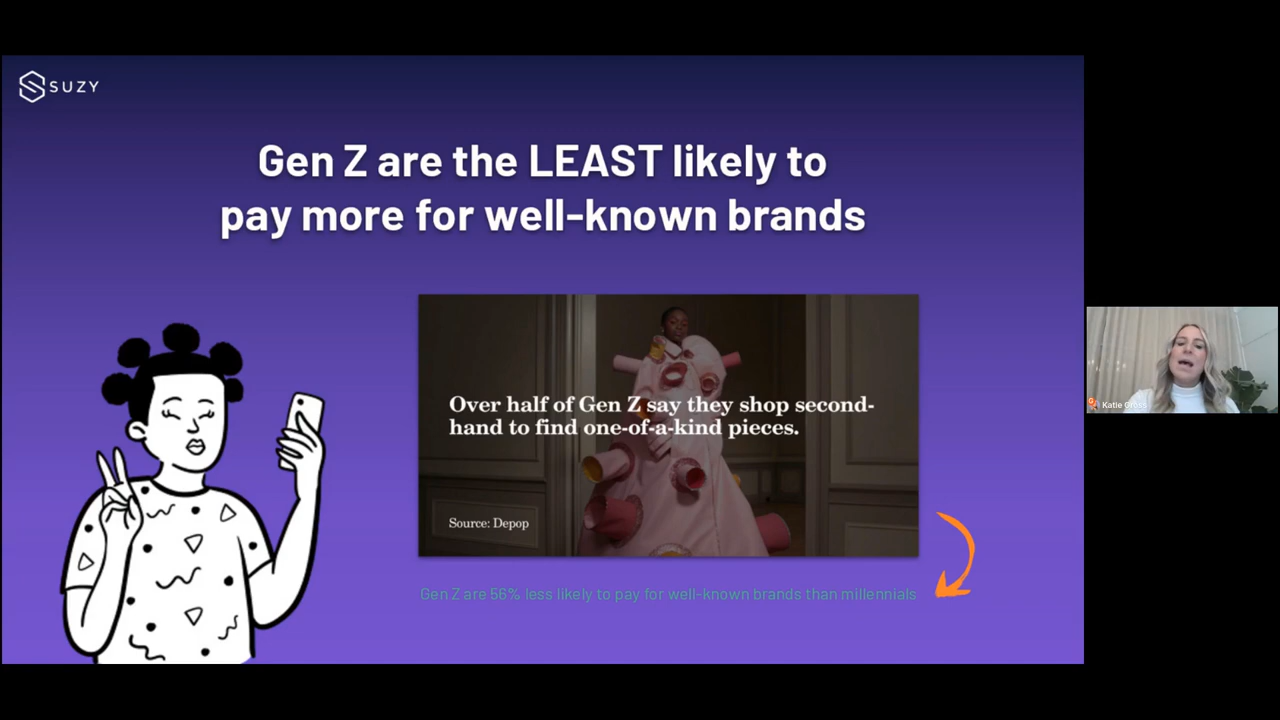 SUZY
Gen Z are the LEAST likely to
pay more for well-known brands
Over half of Gen Z say they shop second-
hand to find one-of-a-kind pieces.
Source: Depop
Gen Z are 56% less likely to pay for well-known brands than millennials
Katie Gross